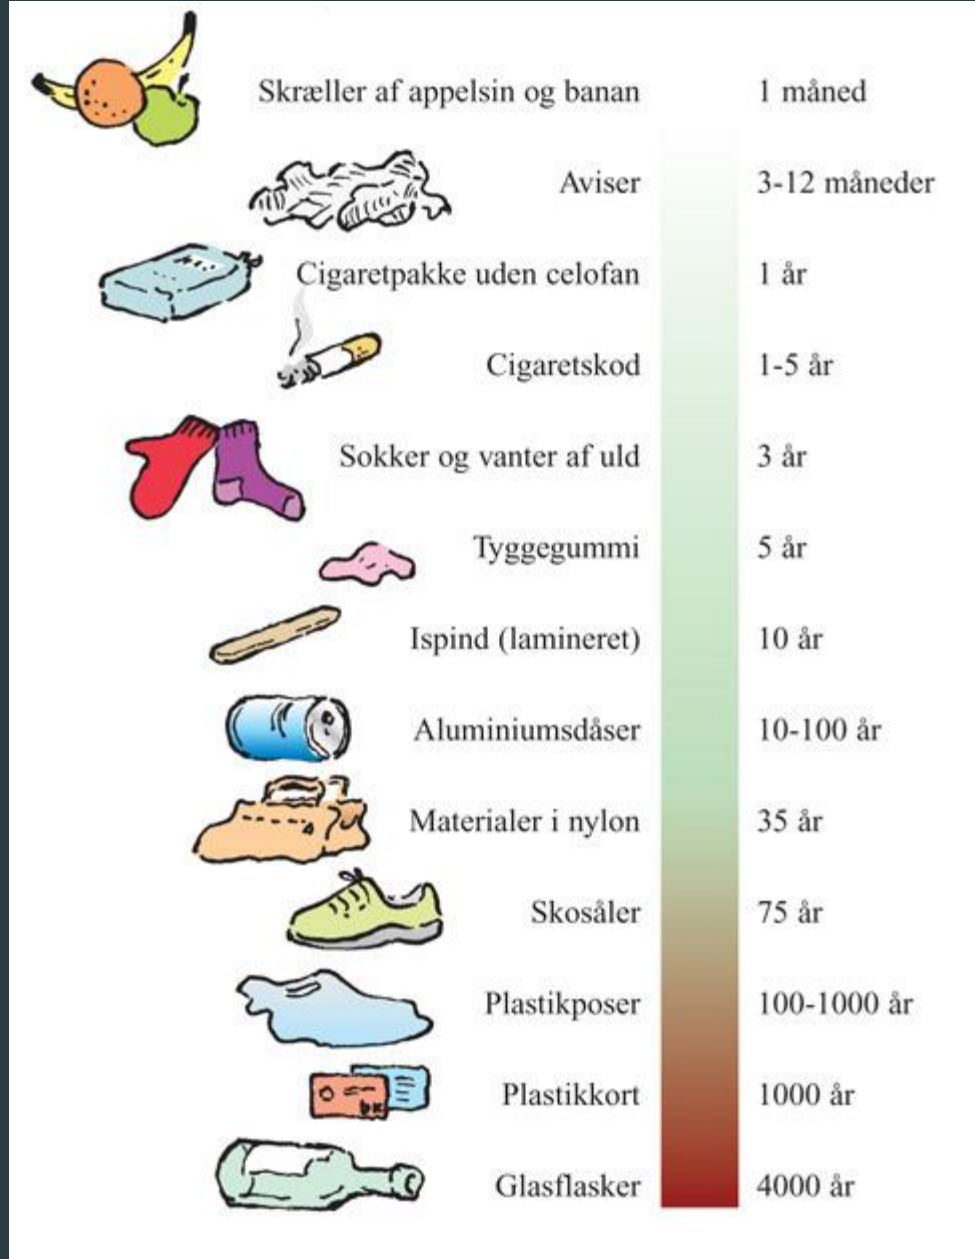 Skræller af appelsin og banan 1 måned
Aviser 3-12 måneder
Cigaretpakke uden celofan 1 år
Cigaretskod 1-5 år
Sokker og vanter af uld 3 år
Tyggegummi 5 år
Ispind (lamineret) 10 år
Aluminiumsdåser 10-100 år
Materialer i nylon 35 år
Skosåler 75 år
Plastikposer 100-1000 år
Plastikkort 1000 år
Glasflasker 4000 år